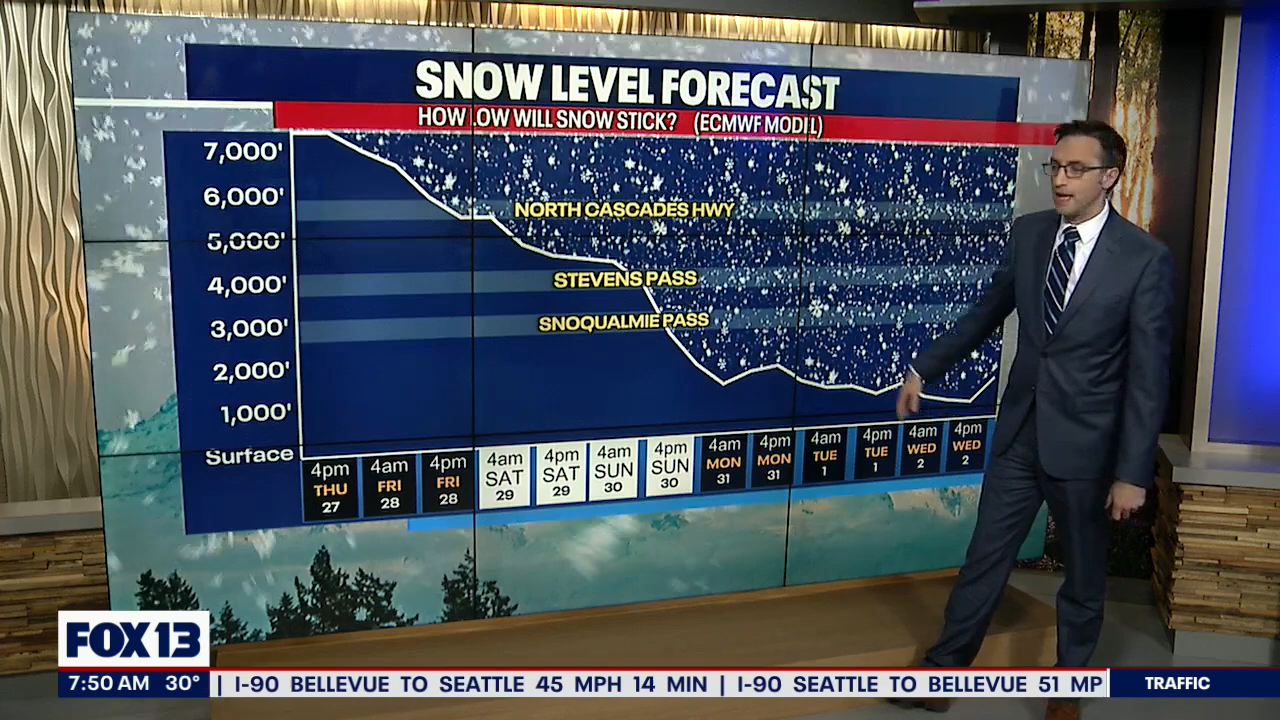 SNOW LEVEL FORECAST
HOW LOW WILL SNOW STICK? (ECMWF MODEL)
7,000'
6,000'
5,000'
4,000'
3,000'
2,000'
1,000'
Surface
NORTH CASCADES HWY
STEVENS PASS
SNOQUALMIE PASS
4pm THU 27
4am FRI 28
4pm FRI 28
4am SAT 29
4pm SAT 29
4am SUN 30
4pm SUN 30
4am MON 31
4pm MON 31
4am TUE 1
4pm TUE 1
4am WED 2
4pm WED 2
FOX 13
7:50 AM 30° | I-90 BELLEVUE TO SEATTLE 45 MPH 14 MIN | I-90 SEATTLE TO BELLEVUE 51 MP
TRAFFIC